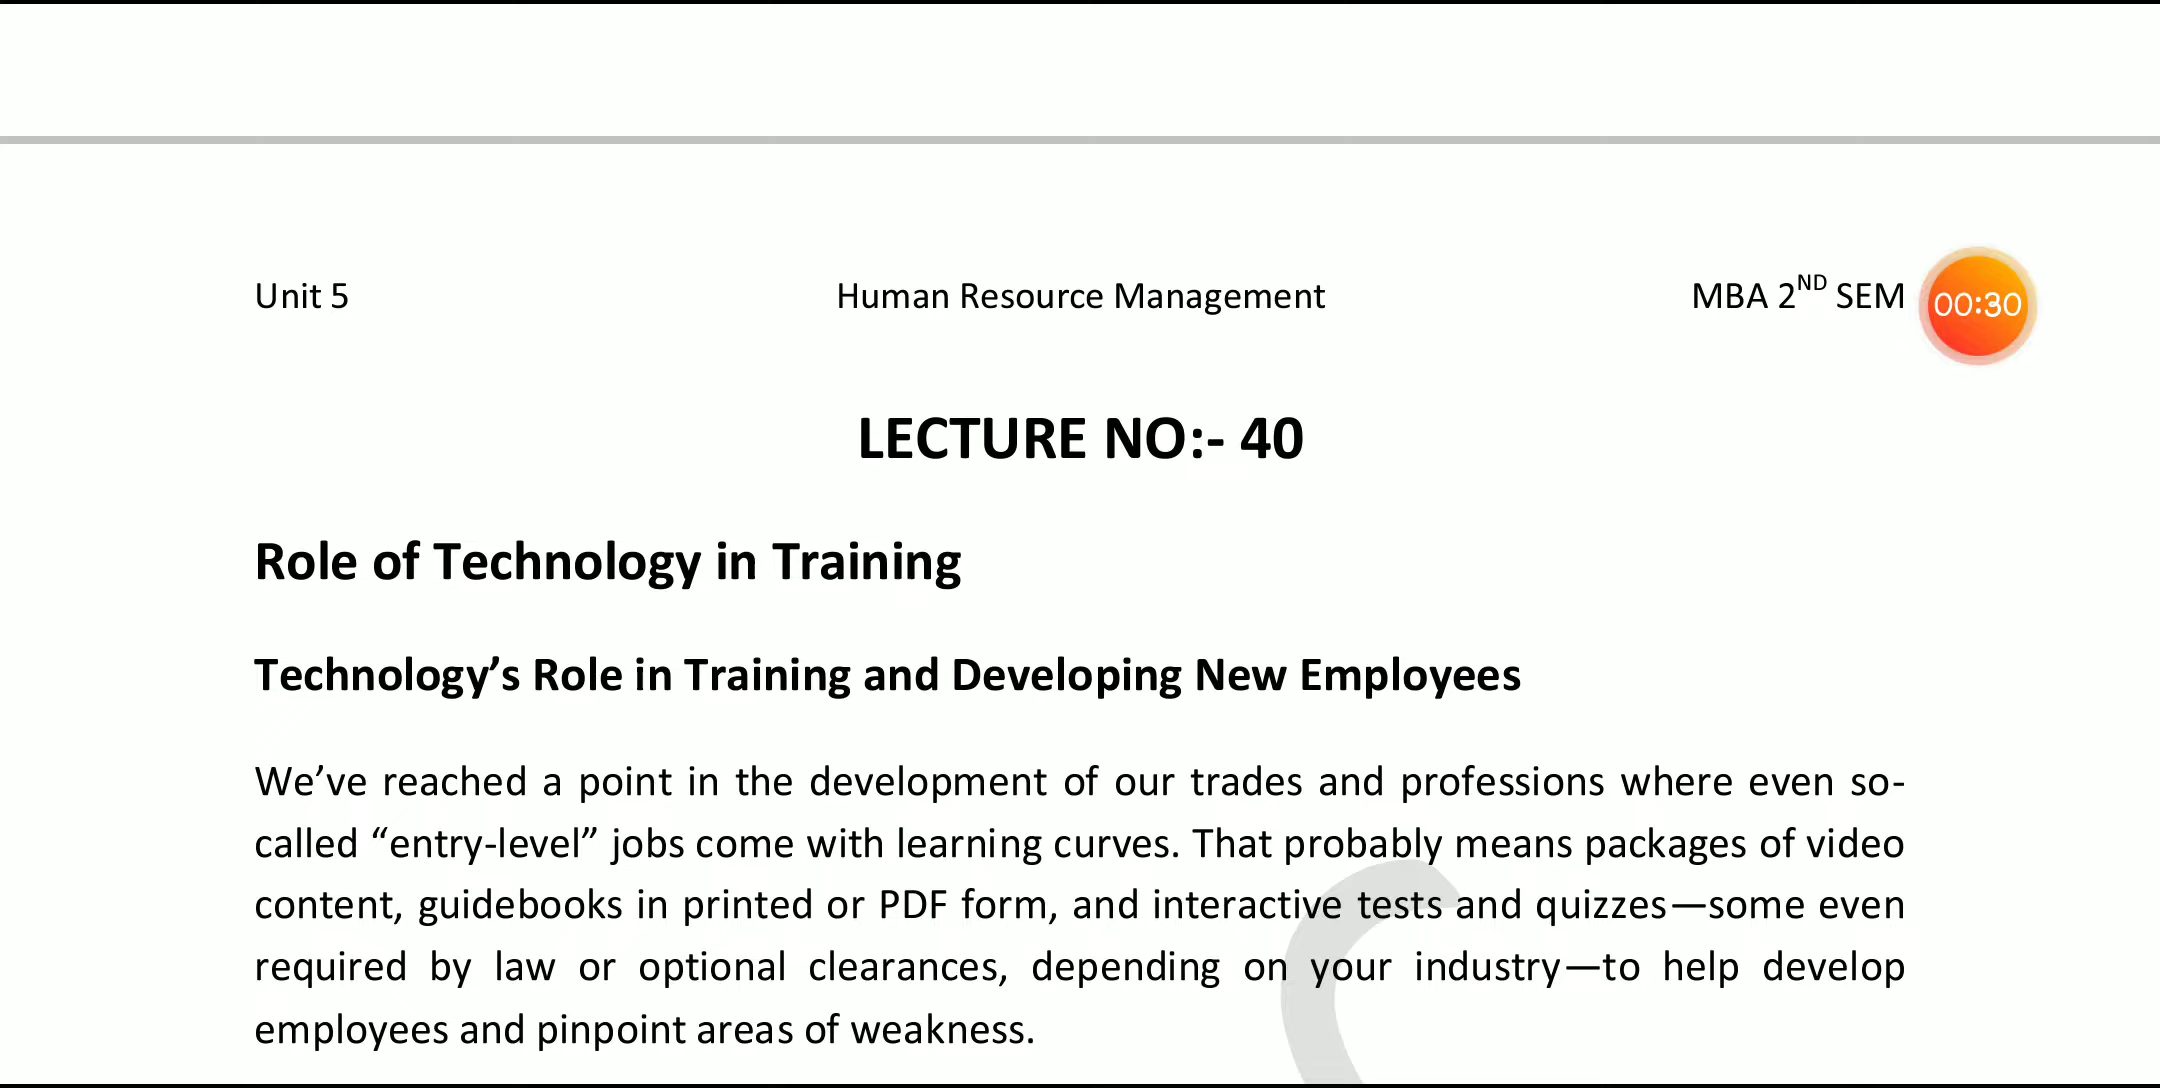 Unit 5 Human Resource Management MBA 2ND SEM 00:30
LECTURE NO:- 40
Role of Technology in Training
Technology’s Role in Training and Developing New Employees
We’ve reached a point in the development of our trades and professions where even so-
called “entry-level” jobs come with learning curves. That probably means packages of video
content, guidebooks in printed or PDF form, and interactive tests and quizzes—some even
required by law or optional clearances, depending on your industry—to help develop
employees and pinpoint areas of weakness.